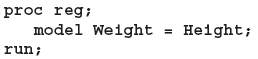 proc reg;
   model Weight = Height;
run;